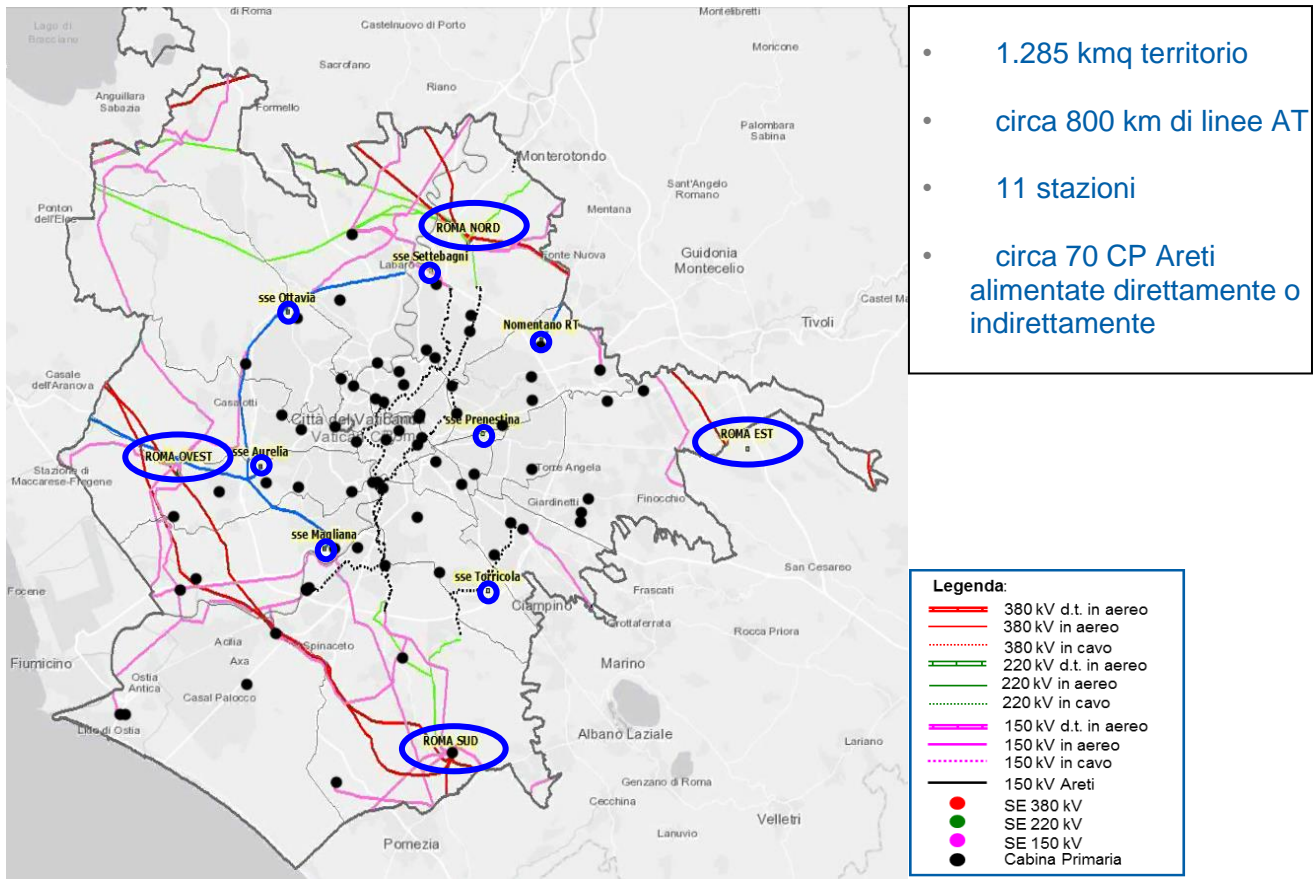 di Roma
Montelibretti
Lago di
Bracciano
Castelnuovo di Porto
Moricone
Sacrofano
Anguillara
Sabazia
Formello
Riano
Palombara
Sabina
Monterotondo
Sant'Angelo
Romano
Ponton
dell'Elce
Mentana
ROMA NORD
Guidonia
Montecelio
sse Settebagni
Labaro
Fonte Nuova
sse Ottavia
Castel Ma
Nomentano RT
Tivoli
Casale
dell'Aranova
Casalotti
Città del Vaticano
sse Prenestina
ROMA EST
ROMA OVEST
sse Aurelia
Stazione di
Maccarese-Fregene
Torre Angela
Giardinetti
Finocchio
sse Magliana
San Cesareo
sse Torricola
Focene
Ciampino
Frascati
Grottaferrata
Rocca Priora
Acilia
Spinaceto
Fiumicino
Axa
Marino
Ostia
Antica
Casal Palocco
Lido di Ostia
ROMA SUD
Albano Laziale
Lariano
Genzano di Roma
Cecchina
Velletri
Lanuvio
Pomezia
• 1.285 kmq territorio
• circa 800 km di linee AT
• 11 stazioni
• circa 70 CP Areti
alimentate direttamente o
indirettamente
Legenda:
380 kV d.t. in aereo
380 kV in aereo
380 kV in cavo
220 kV d.t. in aereo
220 kV in aereo
220 kV in cavo
150 kV d.t. in aereo
150 kV in aereo
150 kV in cavo
150 kV Areti
SE 380 kV
SE 220 kV
SE 150 kV
Cabina Primaria